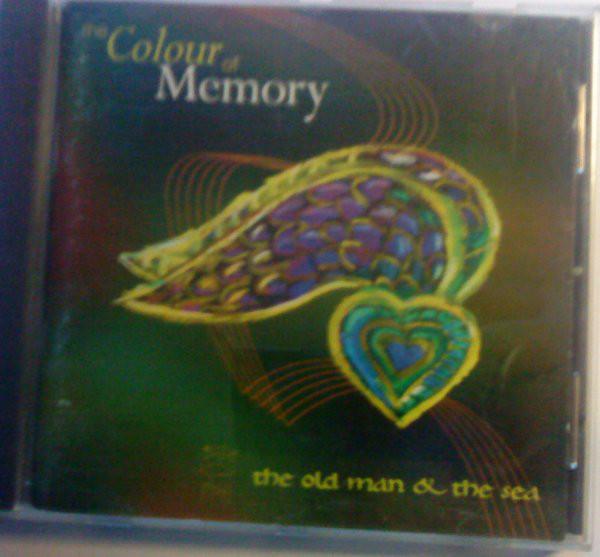 the Colour of
Memory
the old man & the sea